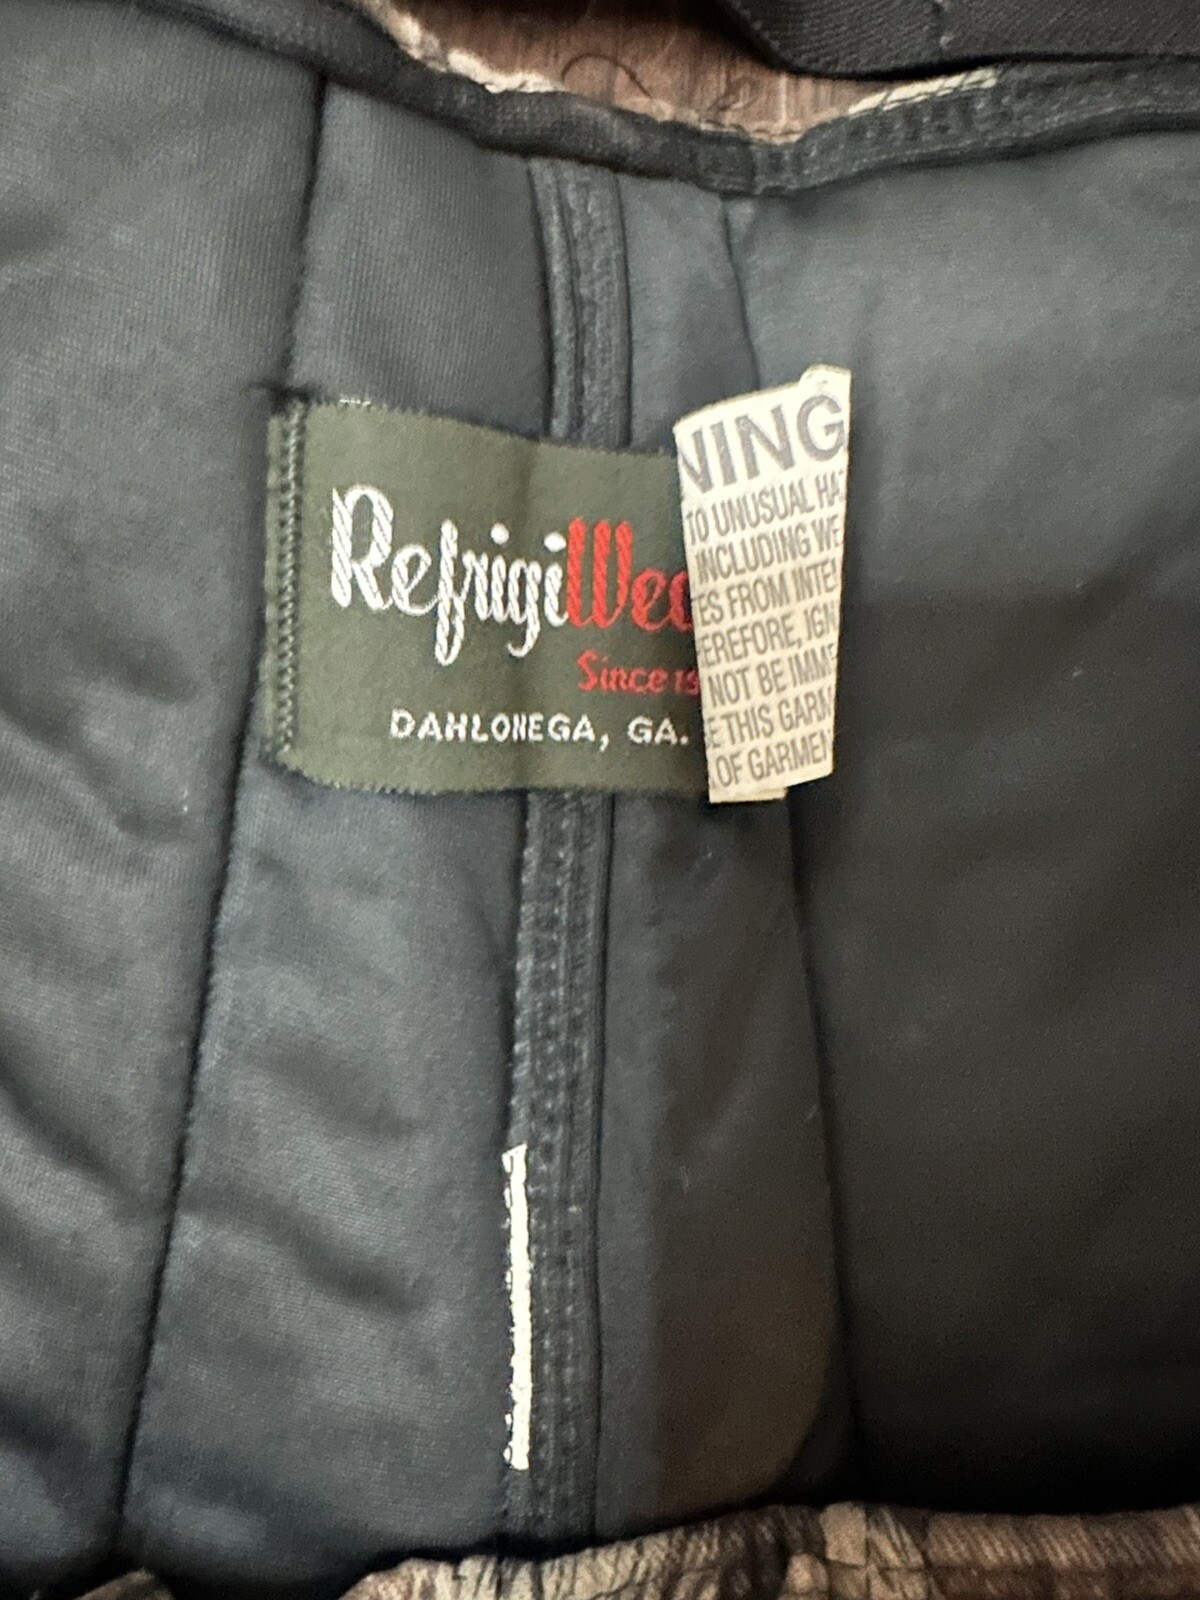 RefrigiWea
Since 19
DAHLONEGA, GA.
NING
TO UNUSUAL HA
INCLUDING WE
ES FROM INTE
EREFORE, IGN
NOT BE IMME
E THIS GARM
OF GARMEN